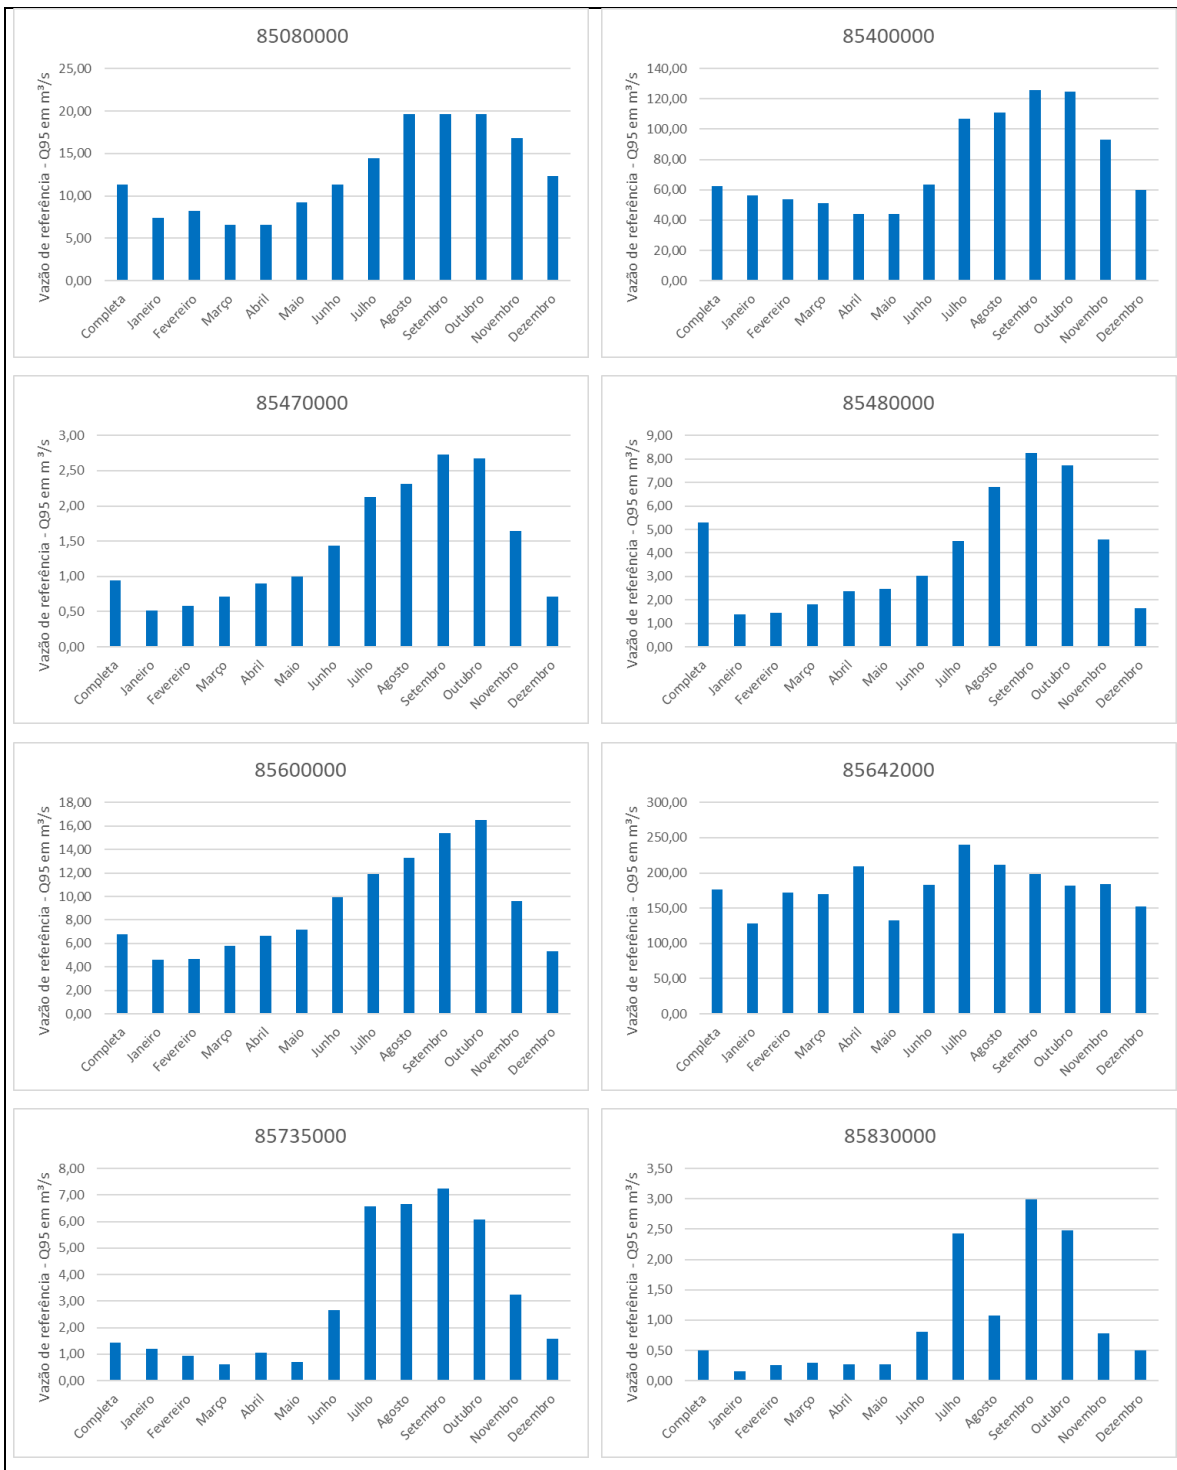 85080000
Vazão de referência - Q95 em m³/s
25,00
20,00
15,00
10,00
5,00
0,00
Completa
Janeiro
Fevereiro
Março
Abril
Maio
Junho
Julho
Agosto
Setembro
Outubro
Novembro
Dezembro
85400000
Vazão de referência - Q95 em m³/s
140,00
120,00
100,00
80,00
60,00
40,00
20,00
0,00
Completa
Janeiro
Fevereiro
Março
Abril
Maio
Junho
Julho
Agosto
Setembro
Outubro
Novembro
Dezembro
85470000
Vazão de referência - Q95 em m³/s
3,00
2,50
2,00
1,50
1,00
0,50
0,00
Completa
Janeiro
Fevereiro
Março
Abril
Maio
Junho
Julho
Agosto
Setembro
Outubro
Novembro
Dezembro
85480000
Vazão de referência - Q95 em m³/s
9,00
8,00
7,00
6,00
5,00
4,00
3,00
2,00
1,00
0,00
Completa
Janeiro
Fevereiro
Março
Abril
Maio
Junho
Julho
Agosto
Setembro
Outubro
Novembro
Dezembro
85600000
Vazão de referência - Q95 em m³/s
18,00
16,00
14,00
12,00
10,00
8,00
6,00
4,00
2,00
0,00
Completa
Janeiro
Fevereiro
Março
Abril
Maio
Junho
Julho
Agosto
Setembro
Outubro
Novembro
Dezembro
85642000
Vazão de referência - Q95 em m³/s
300,00
250,00
200,00
150,00
100,00
50,00
0,00
Completa
Janeiro
Fevereiro
Março
Abril
Maio
Junho
Julho
Agosto
Setembro
Outubro
Novembro
Dezembro
85735000
Vazão de referência - Q95 em m³/s
8,00
7,00
6,00
5,00
4,00
3,00
2,00
1,00
0,00
Completa
Janeiro
Fevereiro
Março
Abril
Maio
Junho
Julho
Agosto
Setembro
Outubro
Novembro
Dezembro
85830000
Vazão de referência - Q95 em m³/s
3,50
3,00
2,50
2,00
1,50
1,00
0,50
0,00
Completa
Janeiro
Fevereiro
Março
Abril
Maio
Junho
Julho
Agosto
Setembro
Outubro
Novembro
Dezembro